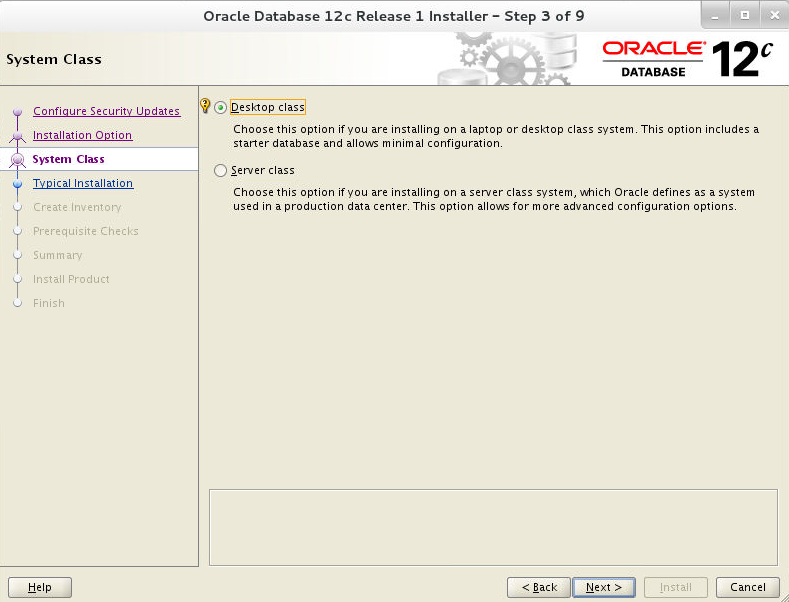 Oracle Database 12c Release 1 Installer – Step 3 of 9
System Class
ORACLE®
DATABASE
12c
Configure Security Updates
Installation Option
System Class
Typical Installation
Create Inventory
Prerequisite Checks
Summary
Install Product
Finish
Desktop class
Choose this option if you are installing on a laptop or desktop class system. This option includes a
starter database and allows minimal configuration.
Server class
Choose this option if you are installing on a server class system, which Oracle defines as a system
used in a production data center. This option allows for more advanced configuration options.
Help
< Back
Next >
Install
Cancel